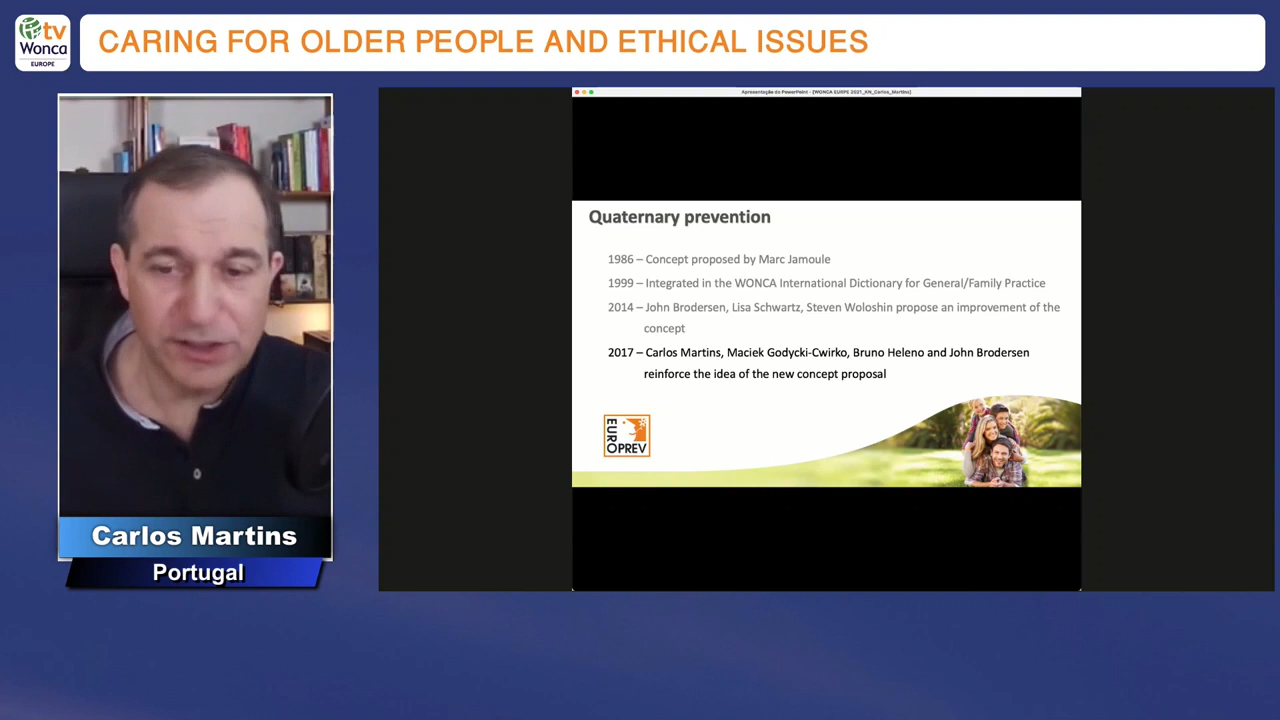 tv
Wonca
EUROPE
CARING FOR OLDER PEOPLE AND ETHICAL ISSUES
Apresentação do PowerPoint - [WONCA EURPE 2021_KN_Carlos_Martins]
Quaternary prevention
1986 – Concept proposed by Marc Jamoule
1999 – Integrated in the WONCA International Dictionary for General/Family Practice
2014 – John Brodersen, Lisa Schwartz, Steven Woloshin propose an improvement of the
concept
2017 – Carlos Martins, Maciek Godycki-Cwirko, Bruno Heleno and John Brodersen
reinforce the idea of the new concept proposal
EURO
PREV
Carlos Martins
Portugal